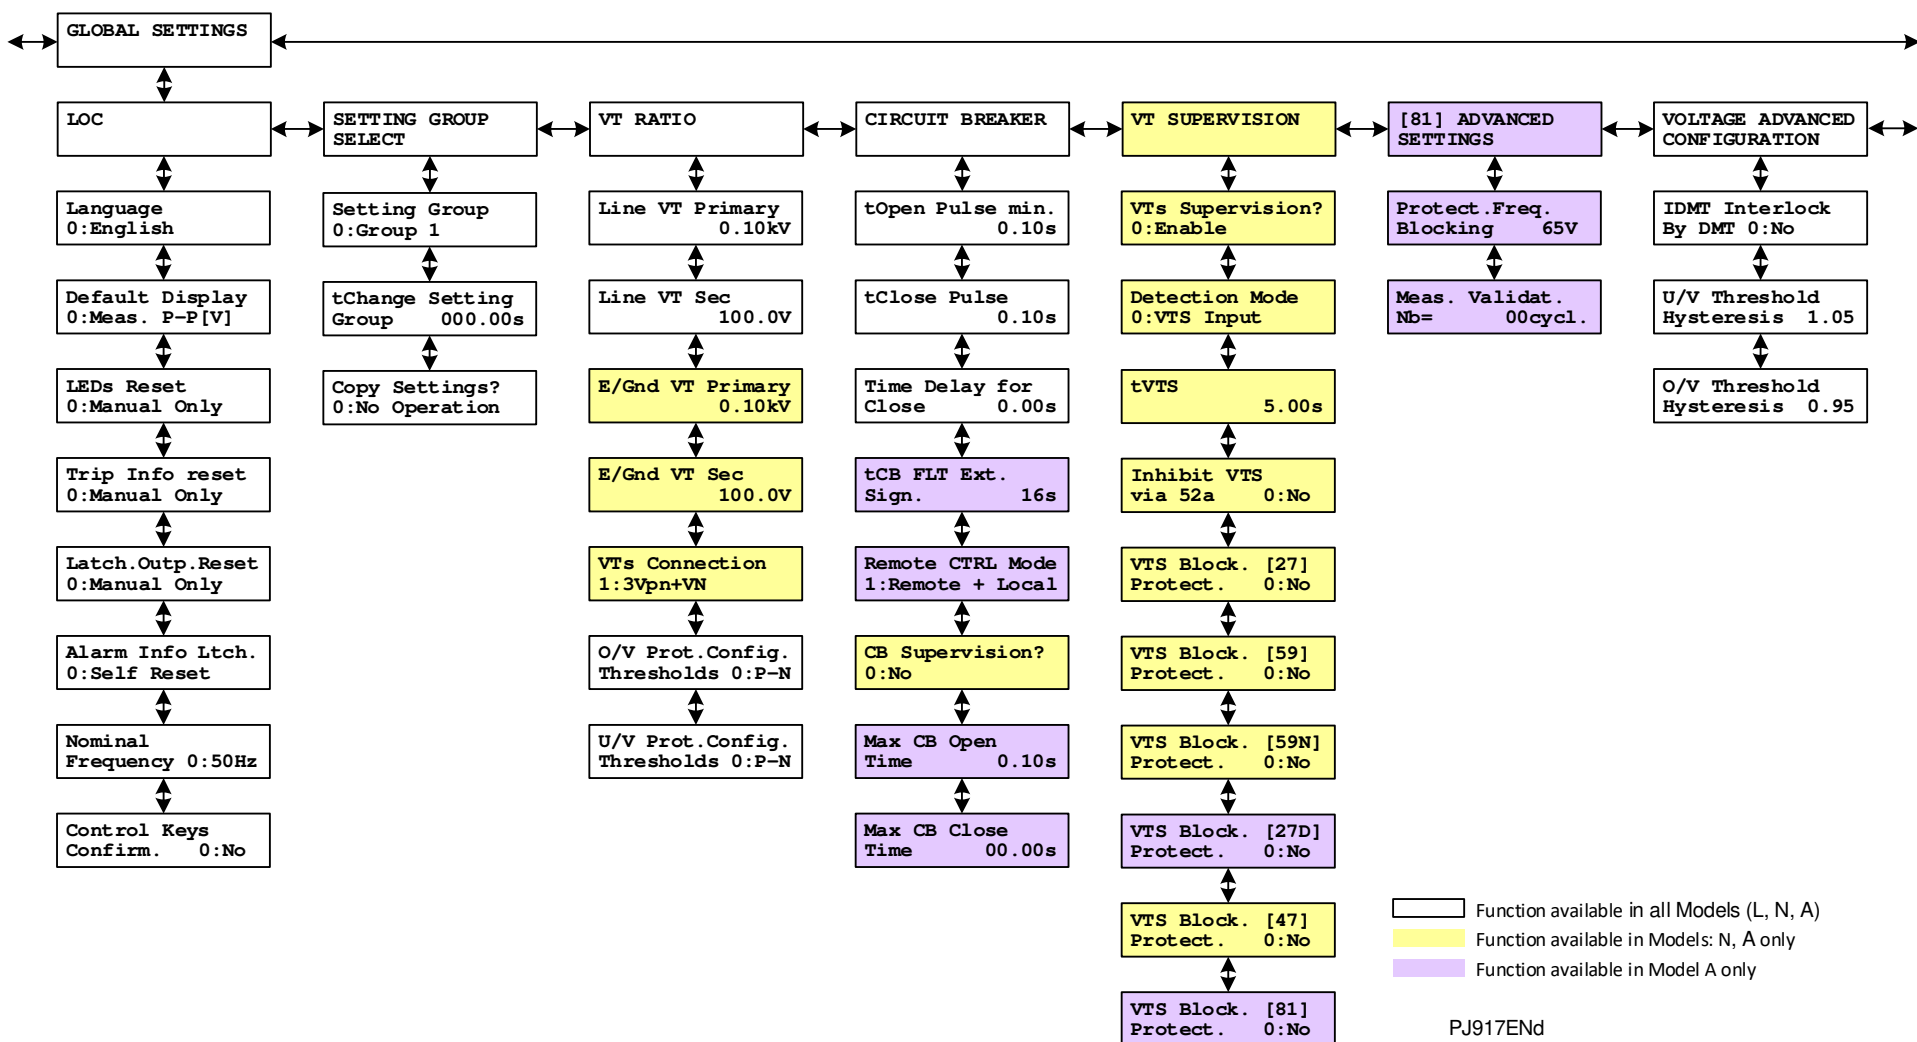 GLOBAL SETTINGS
LOC
Language
0:English
Default Display
0:Meas. P-P[V]
LEDs Reset
0:Manual Only
Trip Info reset
0:Manual Only
Latch.Outp.Reset
0:Manual Only
Alarm Info Ltch.
0:Self Reset
Nominal
Frequency 0:50Hz
Control Keys
Confirm. 0:No
SETTING GROUP
SELECT
Setting Group
0:Group 1
tChange Setting
Group 000.00s
Copy Settings?
0:No Operation
VT RATIO
Line VT Primary
0.10kV
Line VT Sec
100.0V
E/Gnd VT Primary
0.10kV
E/Gnd VT Sec
100.0V
VTs Connection
1:3Vpn+VN
O/V Prot.Config.
Thresholds 0:P-N
U/V Prot.Config.
Thresholds 0:P-N
CIRCUIT BREAKER
tOpen Pulse min.
0.10s
tClose Pulse
0.10s
Time Delay for
Close 0.00s
tCB FLT Ext.
Sign. 16s
Remote CTRL Mode
1:Remote + Local
CB Supervision?
0:No
Max CB Open
Time 0.10s
Max CB Close
Time 00.00s
VT SUPERVISION
VTs Supervision?
0:Enable
Detection Mode
0:VTS Input
tVTS
5.00s
Inhibit VTS
via 52a 0:No
VTS Block. [27]
Protect. 0:No
VTS Block. [59]
Protect. 0:No
VTS Block. [59N]
Protect. 0:No
VTS Block. [27D]
Protect. 0:No
VTS Block. [47]
Protect. 0:No
VTS Block. [81]
Protect. 0:No
[81] ADVANCED
SETTINGS
Protect.Freq.
Blocking 65V
Meas. Validat.
Nb= 00cycl.
VOLTAGE ADVANCED
CONFIGURATION
IDMT Interlock
By DMT 0:No
U/V Threshold
Hysteresis 1.05
O/V Threshold
Hysteresis 0.95
Function available in all Models (L, N, A)
Function available in Models: N, A only
Function available in Model A only
PJ917ENd